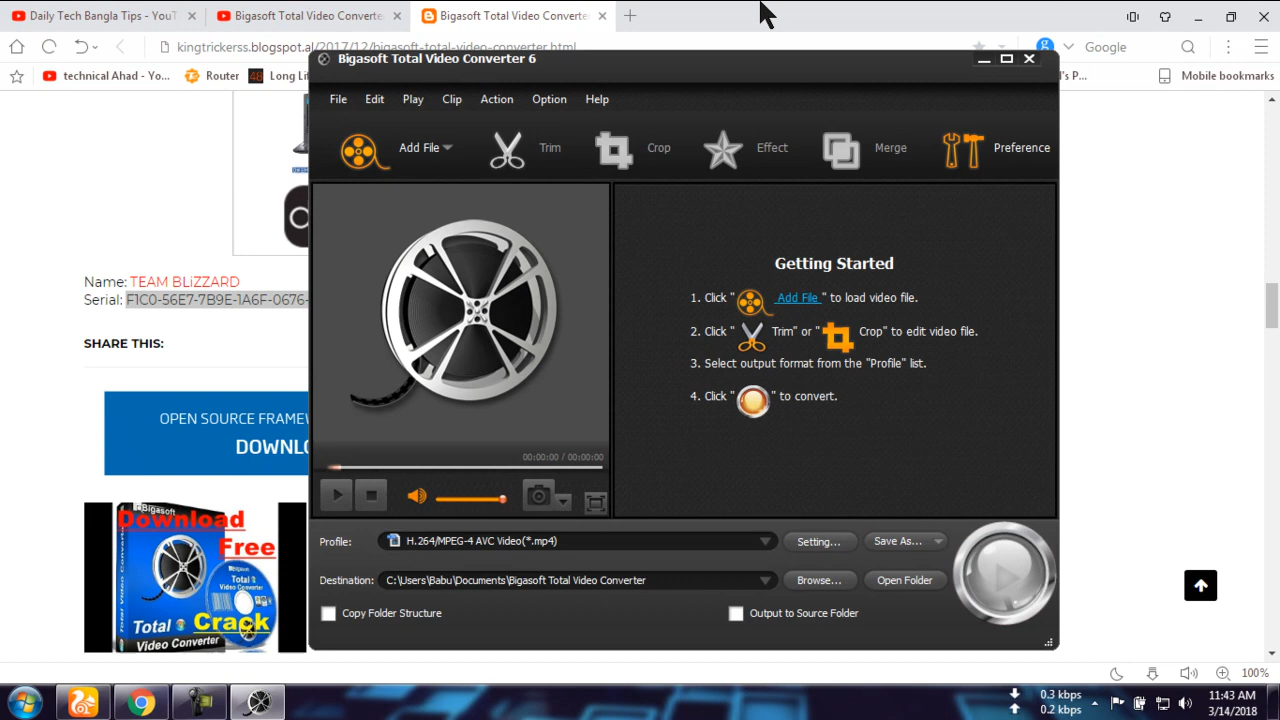 Daily Tech Bangla Tips - YouT
Bigasoft Total Video Converte
Bigasoft Total Video Converte
kingtrickerss.blogspot.al/2017/12/bigasoft-total-video-converter.html
Google
technical Ahad - Yo...
Router
Long Li
's P...
Mobile bookmarks
Bigasoft Total Video Converter 6
File Edit Play Clip Action Option Help
Add File Trim Crop Effect Merge Preference
Getting Started
1. Click " Add File " to load video file.
2. Click " Trim" or " Crop" to edit video file.
3. Select output format from the "Profile" list.
4. Click " " to convert.
00:00:00 / 00:00:00
Profile: H.264/MPEG-4 AVC Video(*.mp4) Setting... Save As...
Destination: C:\Users\Babu\Documents\Bigasoft Total Video Converter Browse... Open Folder
Copy Folder Structure Output to Source Folder
Name: TEAM BLiZZARD
Serial: F1C0-56E7-7B9E-1A6F-0676-
SHARE THIS:
OPEN SOURCE FRAMEW
DOWNLO
Bigasoft
Download
Free
Total
Crack
Video Converter
100%
0.3 kbps
0.2 kbps
11:43 AM
3/14/2018